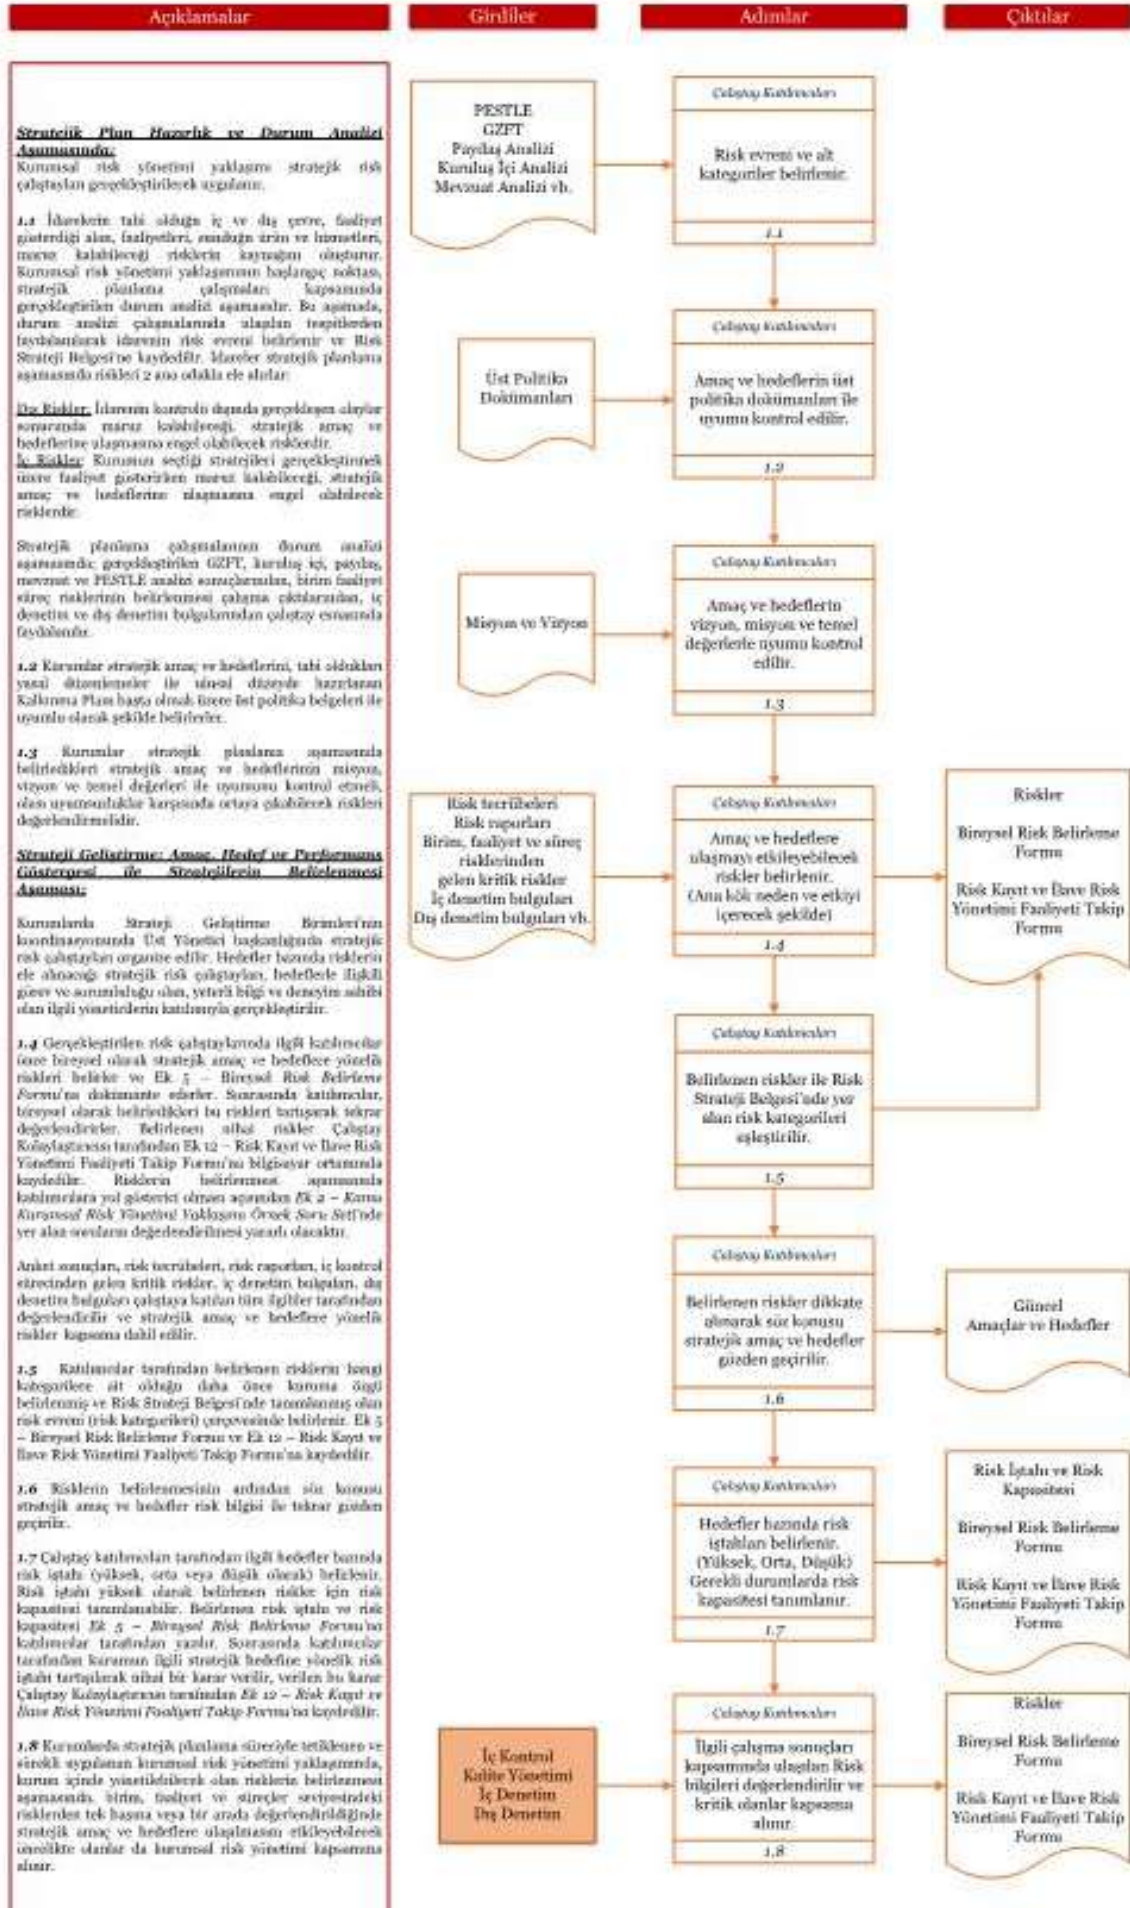 Açıklamalar
Girdiler
Adımlar
Çıktılar
Stratejik Plan Hazırlık ve Durum Analizi
Aşamasında:
Kurumsal risk yönetimi yaklaşımı stratejik risk
çalıştayları gerçekleştirilerek uygulanır.
1.1 İdarelerin tabi olduğu iç ve dış çevre, faaliyet
gösterdiği alan, faaliyetleri, sunduğu ürün ve hizmetleri,
maruz kalabileceği risklerin kaynağını oluşturur.
Kurumsal risk yönetimi yaklaşımının başlangıç noktası,
stratejik planlama çalışmaları kapsamında
gerçekleştirilen durum analizi aşamasıdır. Bu aşamada,
durum analizi çalışmalarında ulaşılan tespitlerden
faydalanılarak idarenin risk evreni belirlenir ve Risk
Strateji Belgesi'ne kaydedilir. İdareler stratejik planlama
aşamasında riskleri 2 ana odakla ele alırlar:
Dış Riskler: İdarenin kontrolü dışında gerçekleşen olaylar
sonucunda maruz kalabileceği, stratejik amaç ve
hedeflerine ulaşmasına engel olabilecek risklerdir.
İç Riskler: Kurumun seçtiği stratejileri gerçekleştirmek
üzere faaliyet gösterirken maruz kalabileceği, stratejik
amaç ve hedeflerine ulaşmasına engel olabilecek
risklerdir.
Stratejik planlama çalışmalarının durum analizi
aşamasında; gerçekleştirilen GZFT, kuruluş içi, paydaş,
mevzuat ve PESTLE analizi sonuçlarından, birim faaliyet
süreç risklerinin belirlenmesi çalışma çıktılarından, iç
denetim ve dış denetim bulgularından çalıştay esnasında
faydalanılır.
1.2 Kurumlar stratejik amaç ve hedeflerini, tabi oldukları
yasal düzenlemeler ile ulusal düzeyde hazırlanan
Kalkınma Planı başta olmak üzere üst politika belgeleri ile
uyumlu olacak şekilde belirlerler.
1.3 Kurumlar stratejik planlama aşamasında
belirledikleri stratejik amaç ve hedeflerinin misyon,
vizyon ve temel değerleri ile uyumunu kontrol etmeli,
olası uyumsuzluklar karşısında ortaya çıkabilecek riskleri
değerlendirmelidir.
Strateji Geliştirme: Amaç, Hedef ve Performans
Göstergesi ile Stratejilerin Belirlenmesi
Aşaması:
Kurumlarda Strateji Geliştirme Birimleri'nin
koordinasyonunda Üst Yönetici başkanlığında stratejik
risk çalıştayları organize edilir. Hedefler bazında risklerin
ele alınacağı stratejik risk çalıştayları, hedeflerle ilişkili
görev ve sorumluluğu olan, yeterli bilgi ve deneyim sahibi
olan ilgili yöneticilerin katılımıyla gerçekleştirilir.
1.4 Gerçekleştirilen risk çalıştaylarında ilgili katılımcılar
önce bireysel olarak stratejik amaç ve hedeflere yönelik
riskleri belirler ve Ek 5 – Bireysel Risk Belirleme
Formu'na dokümante ederler. Sonrasında katılımcılar,
bireysel olarak belirledikleri bu riskleri tartışarak tekrar
değerlendirirler. Belirlenen nihai riskler Çalıştay
Kolaylaştırıcısı tarafından Ek 12 – Risk Kayıt ve İlave Risk
Yönetimi Faaliyeti Takip Formu'na bilgisayar ortamında
kaydedilir. Risklerin belirlenmesi aşamasında
katılımcılara yol gösterici olması açısından Ek 2 – Kamu
Kurumsal Risk Yönetimi Yaklaşımı Örnek Soru Seti'nde
yer alan soruların değerlendirilmesi yararlı olacaktır.
Anket sonuçları, risk tecrübeleri, risk raporları, iç kontrol
sürecinden gelen kritik riskler, iç denetim bulguları, dış
denetim bulguları çalıştaya katılan tüm ilgililer tarafından
değerlendirilir ve stratejik amaç ve hedeflere yönelik
riskler kapsama dahil edilir.
1.5 Katılımcılar tarafından belirlenen risklerin hangi
kategorilere ait olduğu daha önce kuruma özgü
belirlenmiş ve Risk Strateji Belgesi'nde tanımlanmış olan
risk evreni (risk kategorileri) çerçevesinde belirlenir. Ek 5
– Bireysel Risk Belirleme Formu ve Ek 12 – Risk Kayıt ve
İlave Risk Yönetimi Faaliyeti Takip Formu'na kaydedilir.
1.6 Risklerin belirlenmesinin ardından söz konusu
stratejik amaç ve hedefler risk bilgisi ile tekrar gözden
geçirilir.
1.7 Çalıştay katılımcıları tarafından ilgili hedefler bazında
risk iştahı (yüksek, orta veya düşük olarak) belirlenir.
Risk iştahı yüksek olarak belirlenen riskler için risk
kapasitesi tanımlanabilir. Belirlenen risk iştahı ve risk
kapasitesi Ek 5 – Bireysel Risk Belirleme Formu'na
katılımcılar tarafından yazılır. Sonrasında katılımcılar
tarafından kurumun ilgili stratejik hedefine yönelik risk
iştahı tartışılarak nihai bir karar verilir, verilen bu karar
Çalıştay Kolaylaştırıcısı tarafından Ek 12 – Risk Kayıt ve
İlave Risk Yönetimi Faaliyeti Takip Formu'na kaydedilir.
1.8 Kurumlarda stratejik planlama süreciyle tetiklenen ve
sürekli uygulanan kurumsal risk yönetimi yaklaşımında,
kurum içinde yönetilebilecek olan risklerin belirlenmesi
aşamasında, birim, faaliyet ve süreçler seviyesindeki
risklerden tek başına veya bir arada değerlendirildiğinde
stratejik amaç ve hedeflere ulaşılmasını etkileyebilecek
öncelikte olanlar da kurumsal risk yönetimi kapsamına
alınır.
PESTLE
GZFT
Paydaş Analizi
Kuruluş İçi Analizi
Mevzuat Analizi vb.
Çalıştay Katılımcıları
Risk evreni ve alt
kategoriler belirlenir.
1.1
Üst Politika
Dokümanları
Çalıştay Katılımcıları
Amaç ve hedeflerin üst
politika dokümanları ile
uyumu kontrol edilir.
1.2
Misyon ve Vizyon
Çalıştay Katılımcıları
Amaç ve hedeflerin
vizyon, misyon ve temel
değerlerle uyumu kontrol
edilir.
1.3
Risk tecrübeleri
Risk raporları
Birim, faaliyet ve süreç
risklerinden
gelen kritik riskler
İç denetim bulguları
Dış denetim bulguları vb.
Çalıştay Katılımcıları
Amaç ve hedeflere
ulaşmayı etkileyebilecek
riskler belirlenir.
(Ana kök neden ve etkiyi
içerecek şekilde)
1.4
Riskler
Bireysel Risk Belirleme
Formu
Risk Kayıt ve İlave Risk
Yönetimi Faaliyeti Takip
Formu
Çalıştay Katılımcıları
Belirlenen riskler ile Risk
Strateji Belgesi'nde yer
alan risk kategorileri
eşleştirilir.
1.5
Çalıştay Katılımcıları
Belirlenen riskler dikkate
alınarak söz konusu
stratejik amaç ve hedefler
gözden geçirilir.
1.6
Güncel
Amaçlar ve Hedefler
Çalıştay Katılımcıları
Hedefler bazında risk
iştahları belirlenir.
(Yüksek, Orta, Düşük)
Gerekli durumlarda risk
kapasitesi tanımlanır.
1.7
Risk İştahı ve Risk
Kapasitesi
Bireysel Risk Belirleme
Formu
Risk Kayıt ve İlave Risk
Yönetimi Faaliyeti Takip
Formu
İç Kontrol
Kalite Yönetimi
İç Denetim
Dış Denetim
Çalıştay Katılımcıları
İlgili çalışma sonuçları
kapsamında ulaşılan Risk
bilgileri değerlendirilir ve
kritik olanlar kapsama
alınır.
1.8
Riskler
Bireysel Risk Belirleme
Formu
Risk Kayıt ve İlave Risk
Yönetimi Faaliyeti Takip
Formu